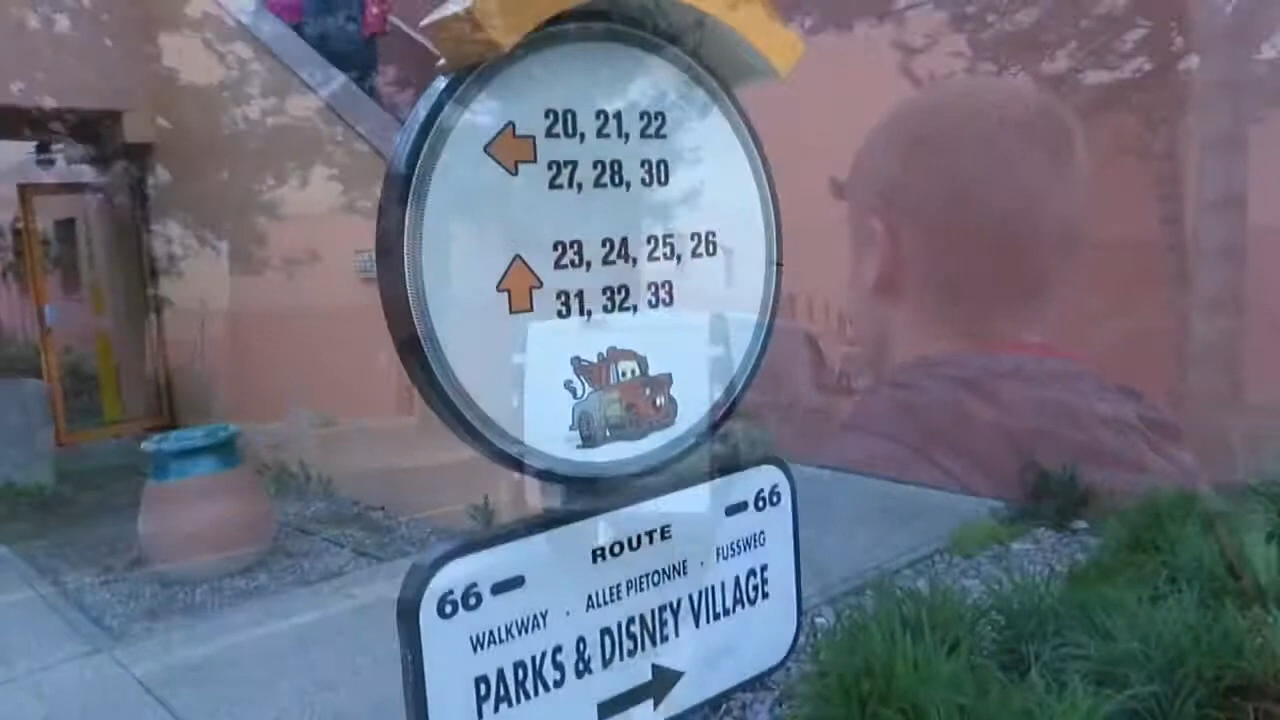 20, 21, 22
27, 28, 30
23, 24, 25, 26
31, 32, 33
66 ROUTE 66
WALKWAY . ALLEE PIETONNE . FUSSWEG
PARKS & DISNEY VILLAGE